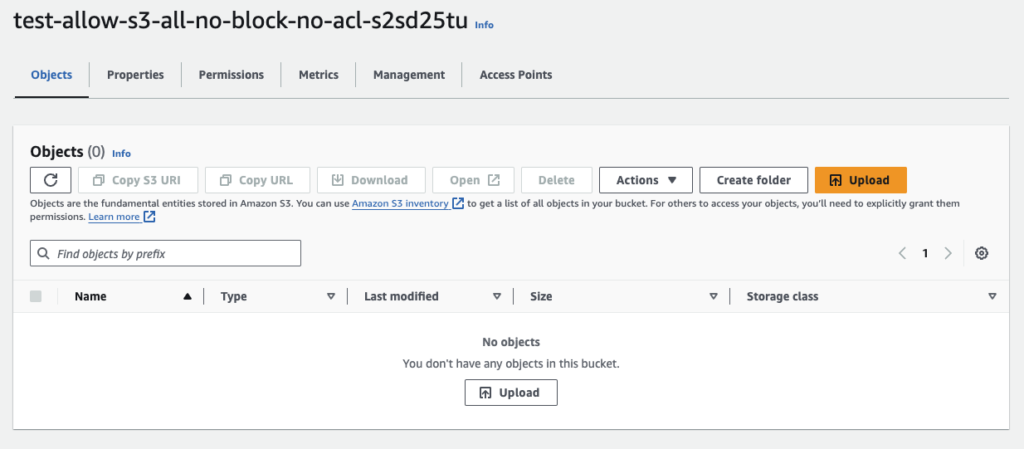 test-allow-s3-all-no-block-no-acl-s2sd25tu Info
Objects Properties Permissions Metrics Management Access Points
Objects (0) Info
Copy S3 URI Copy URL Download Open Delete Actions Create folder Upload
Objects are the fundamental entities stored in Amazon S3. You can use Amazon S3 inventory to get a list of all objects in your bucket. For others to access your objects, you'll need to explicitly grant them
permissions. Learn more
Find objects by prefix 1
Name Type Last modified Size Storage class
No objects
You don't have any objects in this bucket.
Upload